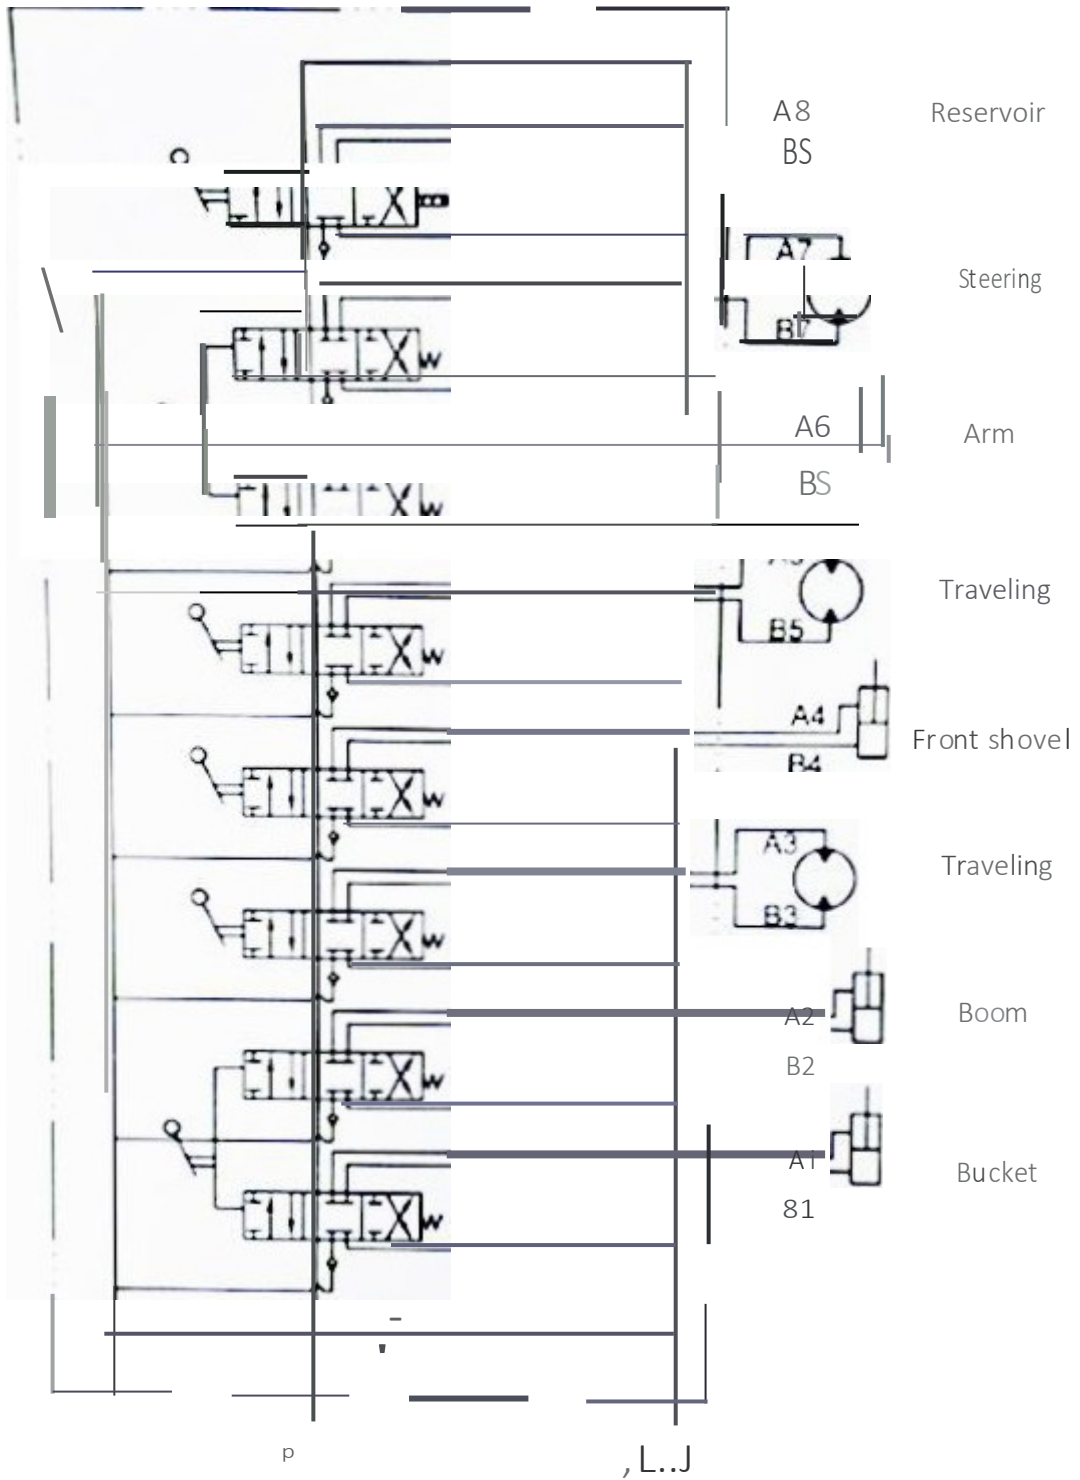 A8
Reservoir
BS
A7
Steering
B7
A6
Arm
BS
Traveling
B5
A4
Front shovel
B4
A3
Traveling
B3
A2
Boom
B2
Ai
Bucket
81
p
, L..J